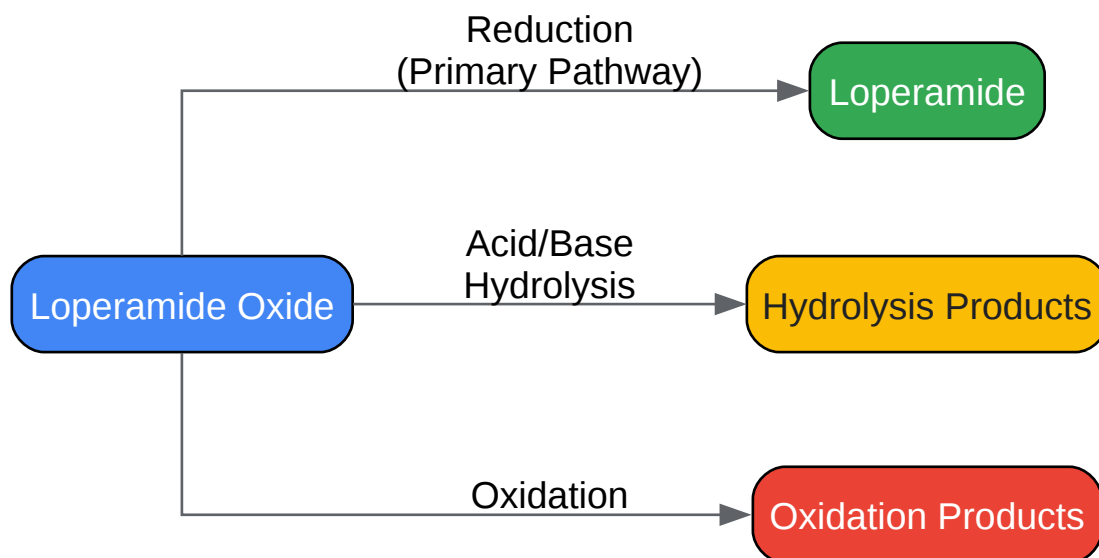 Reduction
(Primary Pathway)
Loperamide
Acid/Base
Hydrolysis
Loperamide Oxide
Hydrolysis Products
Oxidation
Oxidation Products